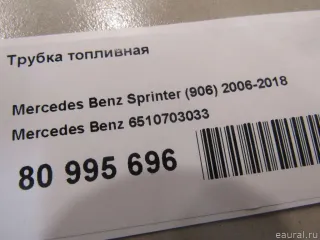 Трубка топливная
Mercedes Benz Sprinter (906) 2006-2018
Mercedes Benz 6510703033
80 995 696
eaural.ru